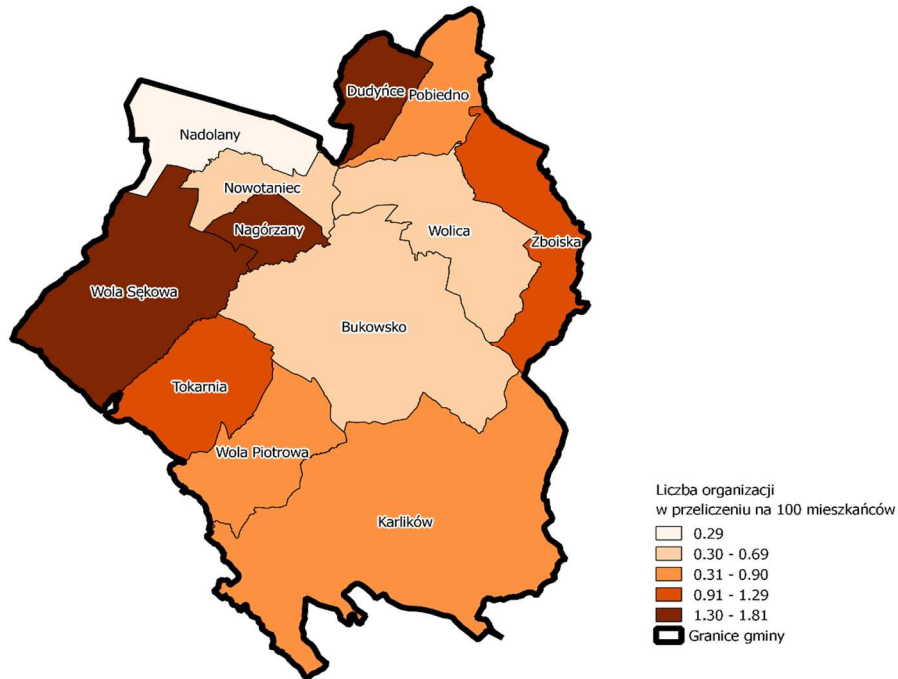 Dudyńce
Pobiedno
Nadolany
Nowotaniec
Nagórzany
Wolica
Zboiska
Wola Sękowa
Bukowsko
Tokarnia
Wola Piotrowa
Karlików
Liczba organizacji
w przeliczeniu na 100 mieszkańców
0.29
0.30 - 0.69
0.31 - 0.90
0.91 - 1.29
1.30 - 1.81
Granice gminy